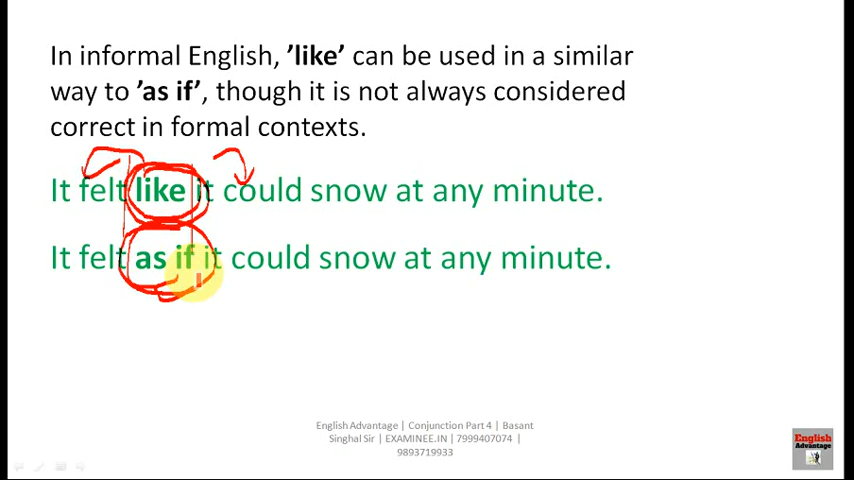 In informal English, ’like’ can be used in a similar
way to ’as if’, though it is not always considered
correct in formal contexts.
It felt like it could snow at any minute.
It felt as if it could snow at any minute.
English Advantage | Conjunction Part 4 | Basant
Singhal Sir | EXAMINEE.IN | 7999407074 |
9893719933
English
Advantage